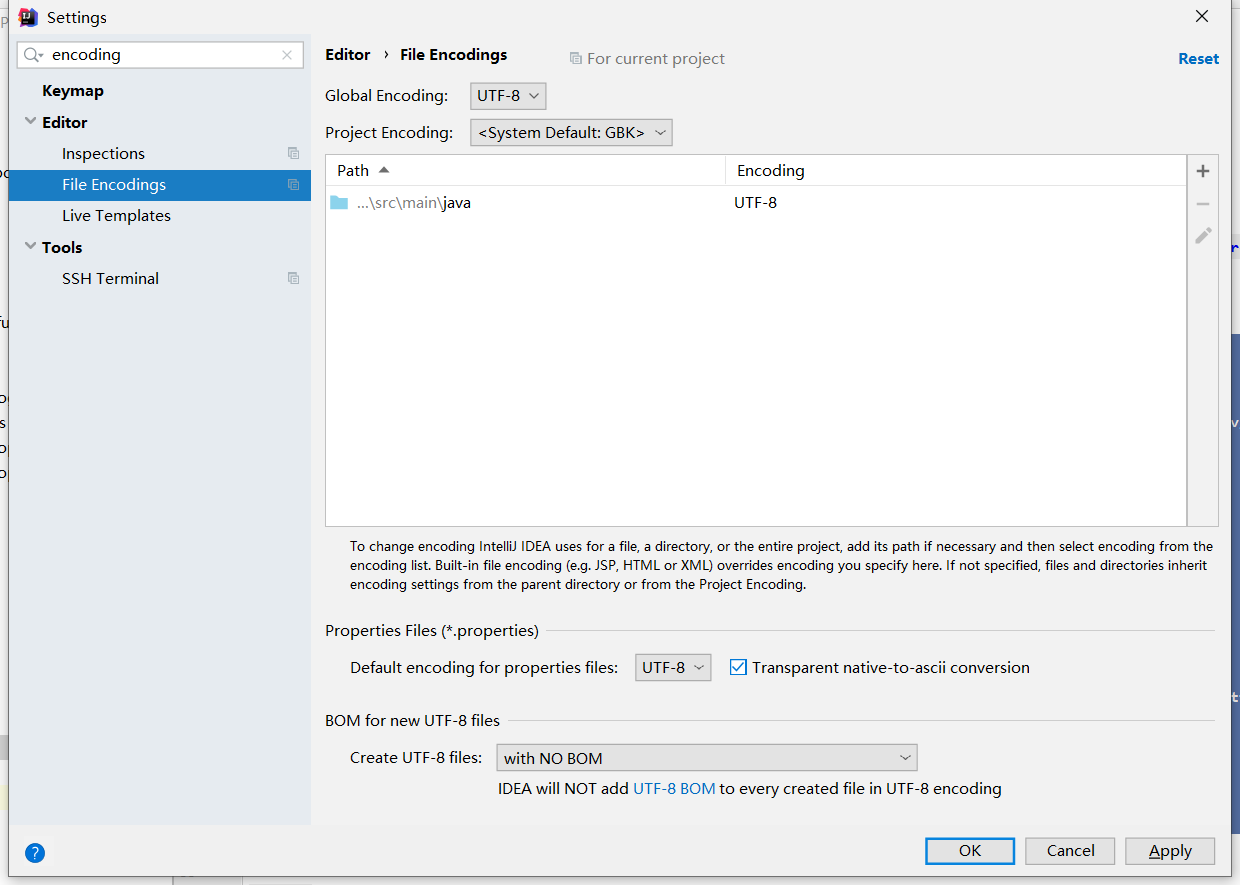 Settings
encoding
Keymap
Editor
Inspections
File Encodings
Live Templates
Tools
SSH Terminal
Editor › File Encodings
For current project
Reset
Global Encoding: UTF-8
Project Encoding: <System Default: GBK>
Path Encoding
...\src\main\java UTF-8
To change encoding IntelliJ IDEA uses for a file, a directory, or the entire project, add its path if necessary and then select encoding from the
encoding list. Built-in file encoding (e.g. JSP, HTML or XML) overrides encoding you specify here. If not specified, files and directories inherit
encoding settings from the parent directory or from the Project Encoding.
Properties Files (*.properties)
Default encoding for properties files: UTF-8 Transparent native-to-ascii conversion
BOM for new UTF-8 files
Create UTF-8 files: with NO BOM
IDEA will NOT add UTF-8 BOM to every created file in UTF-8 encoding
?
OK Cancel Apply